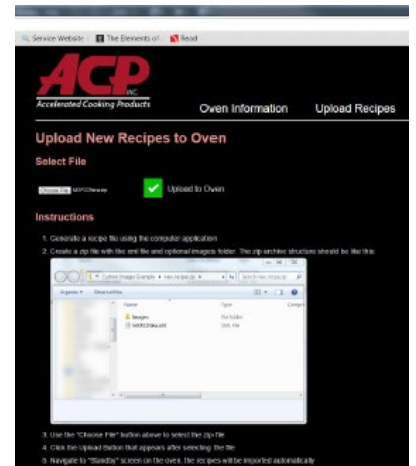 Service Website
The Elements of
Read
ACP
INC.
Accelerated Cooking Products
Oven Information
Upload Recipes
Upload New Recipes to Oven
Select File
Choose File
Upload to Oven
Instructions
1. Generate a recipe file using the computer application
2. Create a zip file with the xml file and optional images folder. The zip archive structure should be like this:
Organize
Name
Type
Images
File folder
3. Use the "Choose File" button above to select the zip file
4. Click the Upload Button that appears after selecting the file
5. Navigate to "Standby" screen on the oven, the recipes will be imported automatically